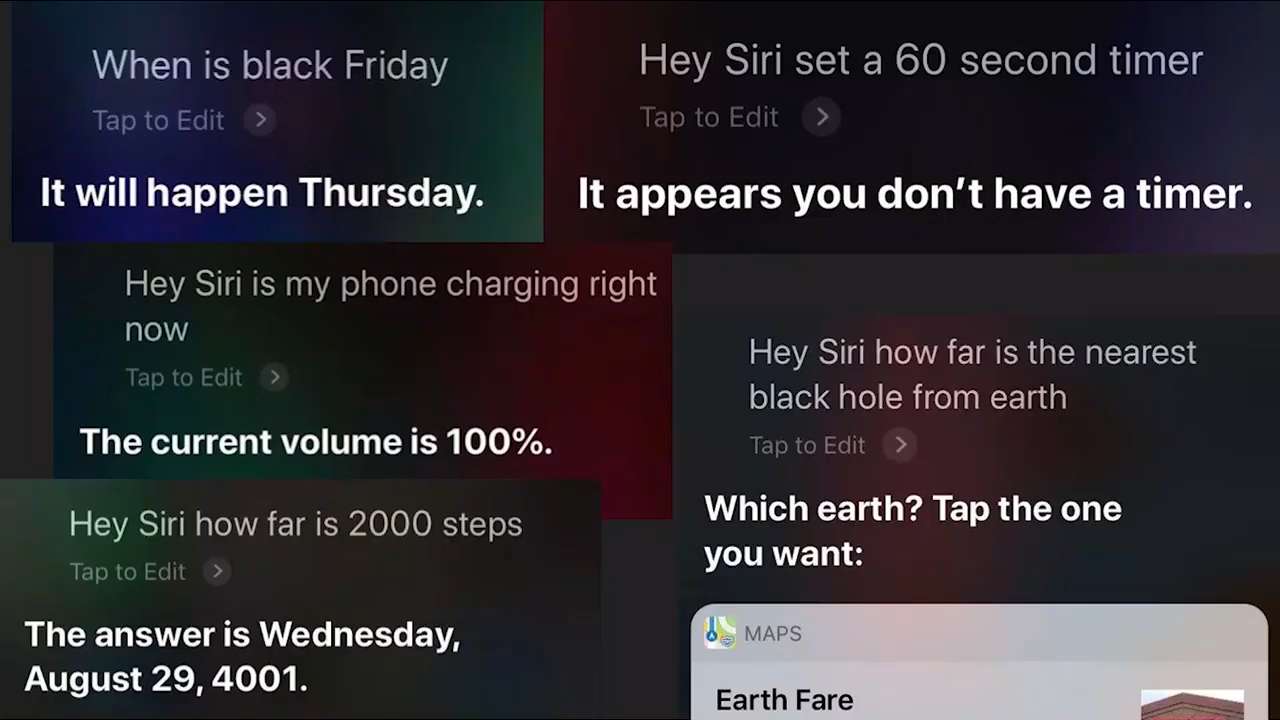 When is black Friday
Tap to Edit
It will happen Thursday.
Hey Siri set a 60 second timer
Tap to Edit
It appears you don’t have a timer.
Hey Siri is my phone charging right
now
Tap to Edit
The current volume is 100%.
Hey Siri how far is the nearest
black hole from earth
Tap to Edit
Which earth? Tap the one
you want:
MAPS
Earth Fare
Hey Siri how far is 2000 steps
Tap to Edit
The answer is Wednesday,
August 29, 4001.